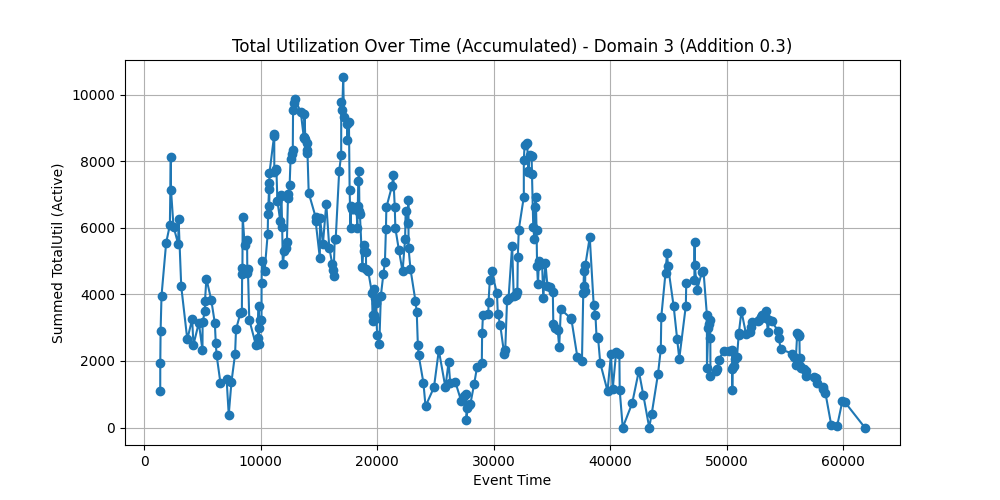 Total Utilization Over Time (Accumulated) - Domain 3 (Addition 0.3)
Summed TotalUtil (Active)
10000
8000
6000
4000
2000
0
0 10000 20000 30000 40000 50000 60000
Event Time